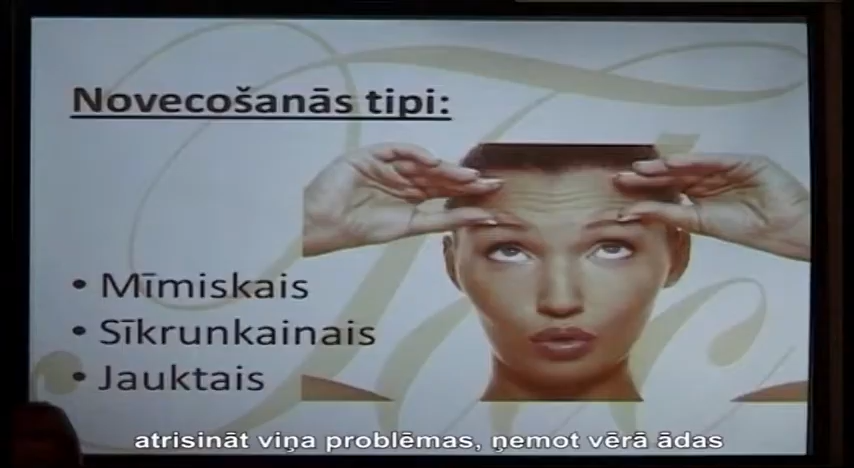 Novecošanās tipi:
• Mīmiskais
• Sīkrunkainais
• Jauktais
atrisināt viņa problēmas, ņemot vērā ādas